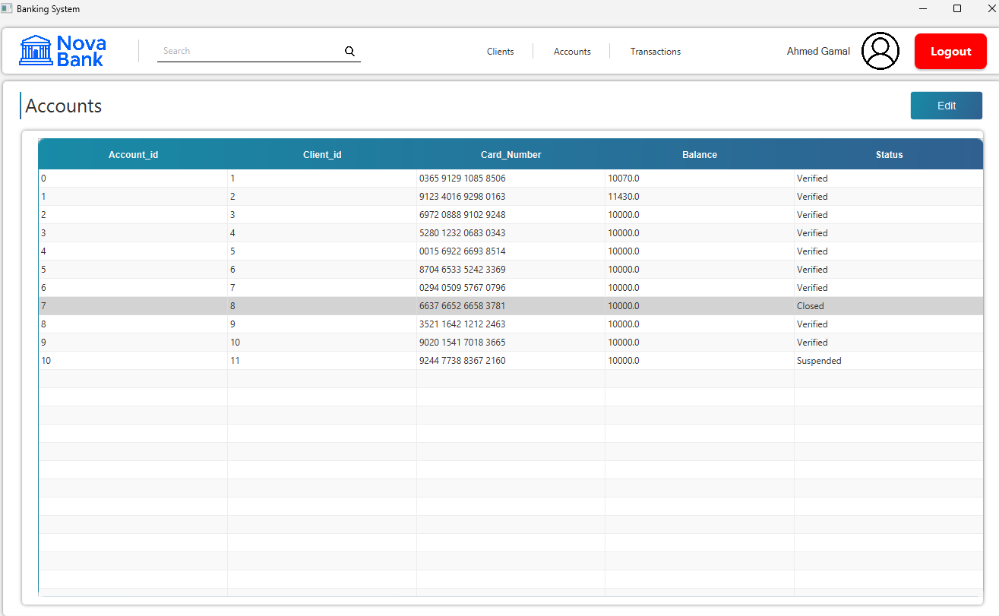 Banking System
Nova Bank
Search
Clients
Accounts
Transactions
Ahmed Gamal
Logout
Accounts
Edit
Account_id Client_id Card_Number Balance Status
0 1 0365 9129 1085 8506 10070.0 Verified
1 2 9123 4016 9298 0163 11430.0 Verified
2 3 6972 0888 9102 9248 10000.0 Verified
3 4 5280 1232 0683 0343 10000.0 Verified
4 5 0015 6922 6693 8514 10000.0 Verified
5 6 8704 6533 5242 3369 10000.0 Verified
6 7 0294 0509 5767 0796 10000.0 Verified
7 8 6637 6652 6658 3781 10000.0 Closed
8 9 3521 1642 1212 2463 10000.0 Verified
9 10 9020 1541 7018 3665 10000.0 Verified
10 11 9244 7738 8367 2160 10000.0 Suspended